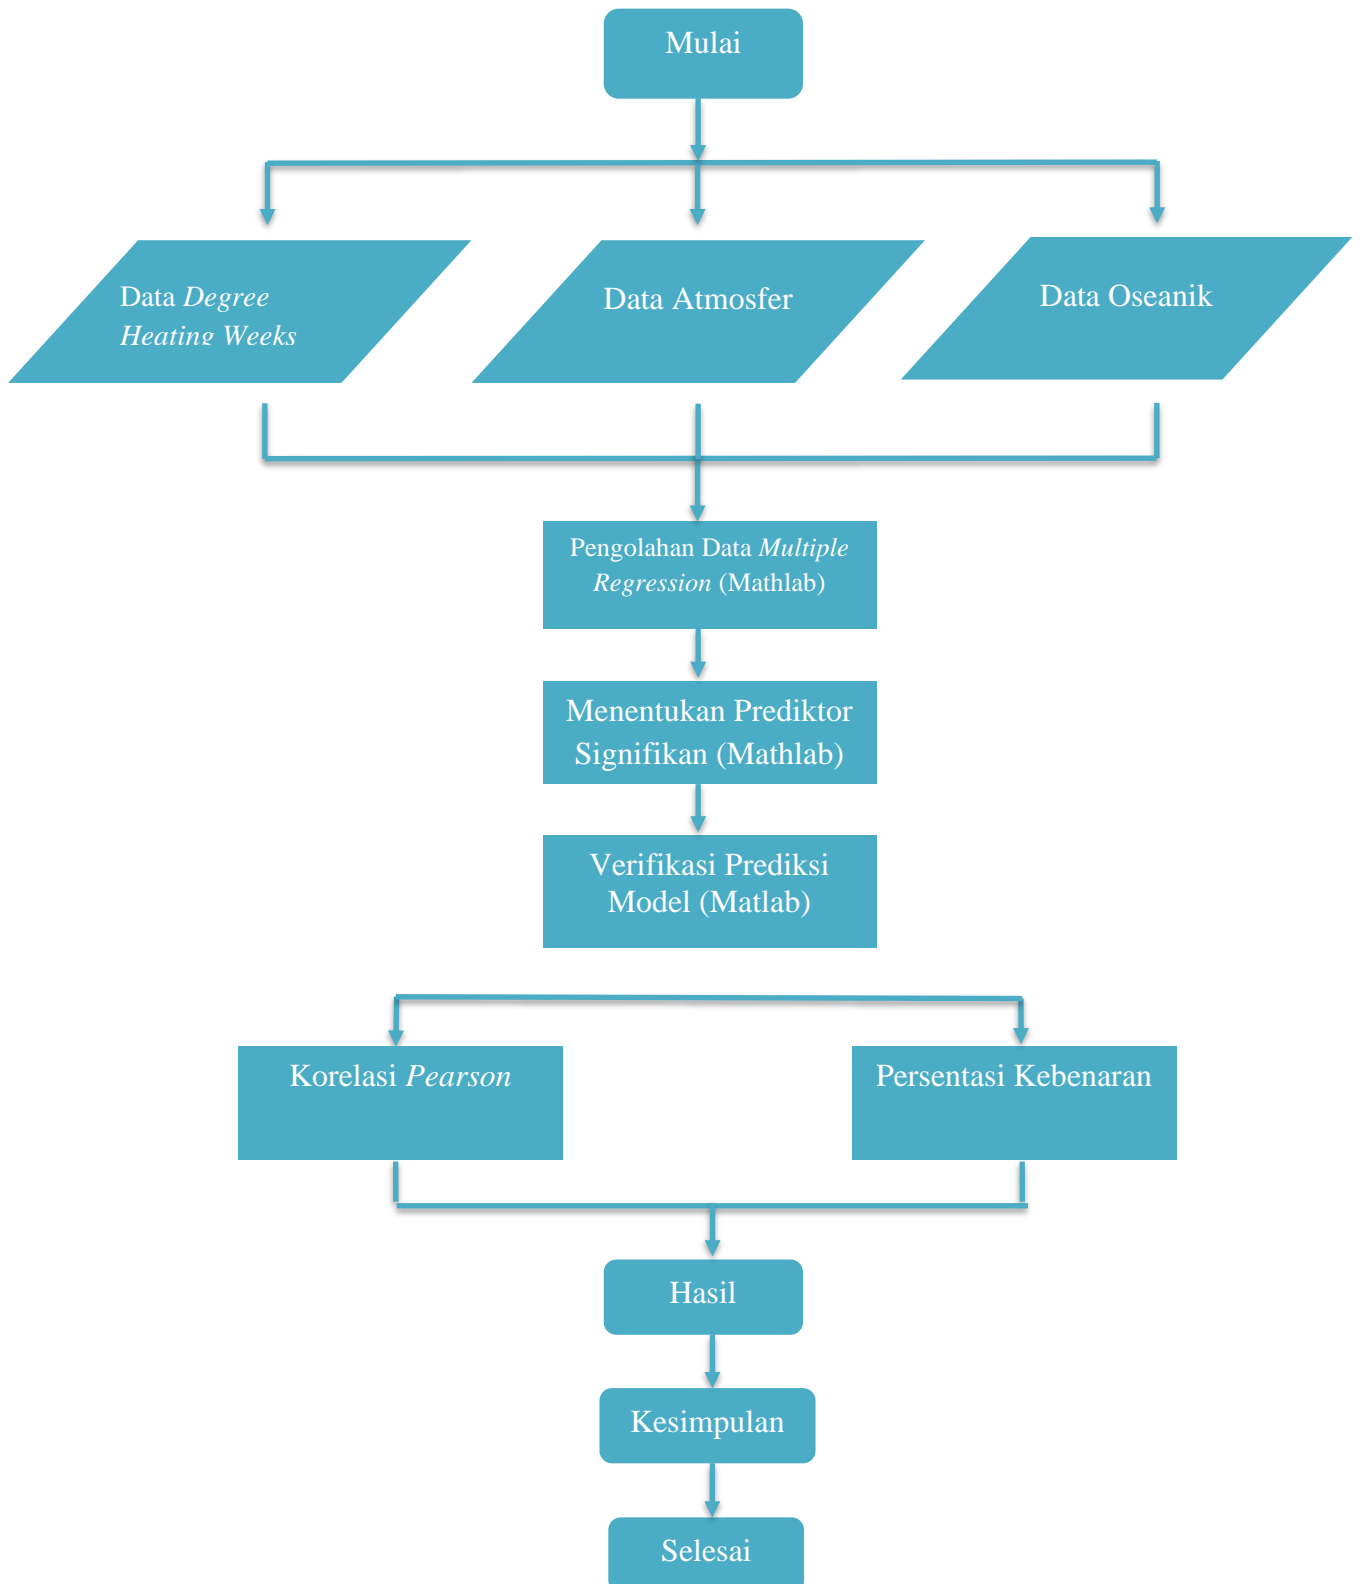 Mulai
Data Degree
Heating Weeks
Data Atmosfer
Data Oseanik
Pengolahan Data Multiple
Regression (Mathlab)
Menentukan Prediktor
Signifikan (Mathlab)
Verifikasi Prediksi
Model (Matlab)
Korelasi Pearson
Persentasi Kebenaran
Hasil
Kesimpulan
Selesai